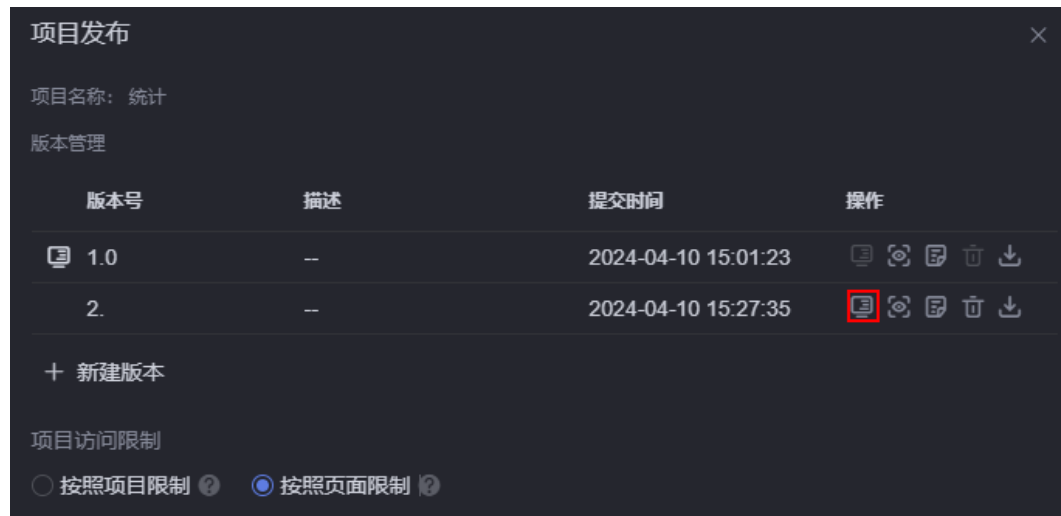 项目发布
项目名称： 统计
版本管理
版本号 描述 提交时间 操作
1.0 -- 2024-04-10 15:01:23
2. -- 2024-04-10 15:27:35
+ 新建版本
项目访问限制
按照项目限制 ? 按照页面限制 ?